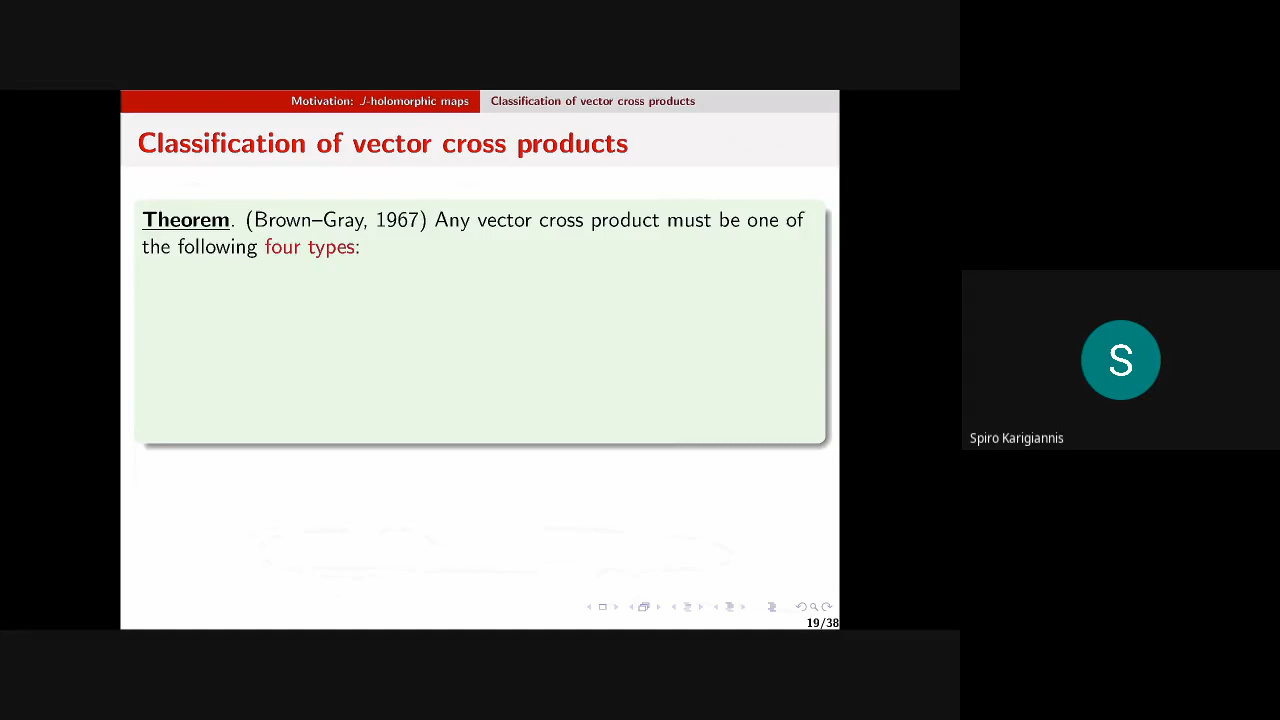 Motivation: J-holomorphic maps Classification of vector cross products
Classification of vector cross products
Theorem. (Brown–Gray, 1967) Any vector cross product must be one of
the following four types:
19/38
S
Spiro Karigiannis